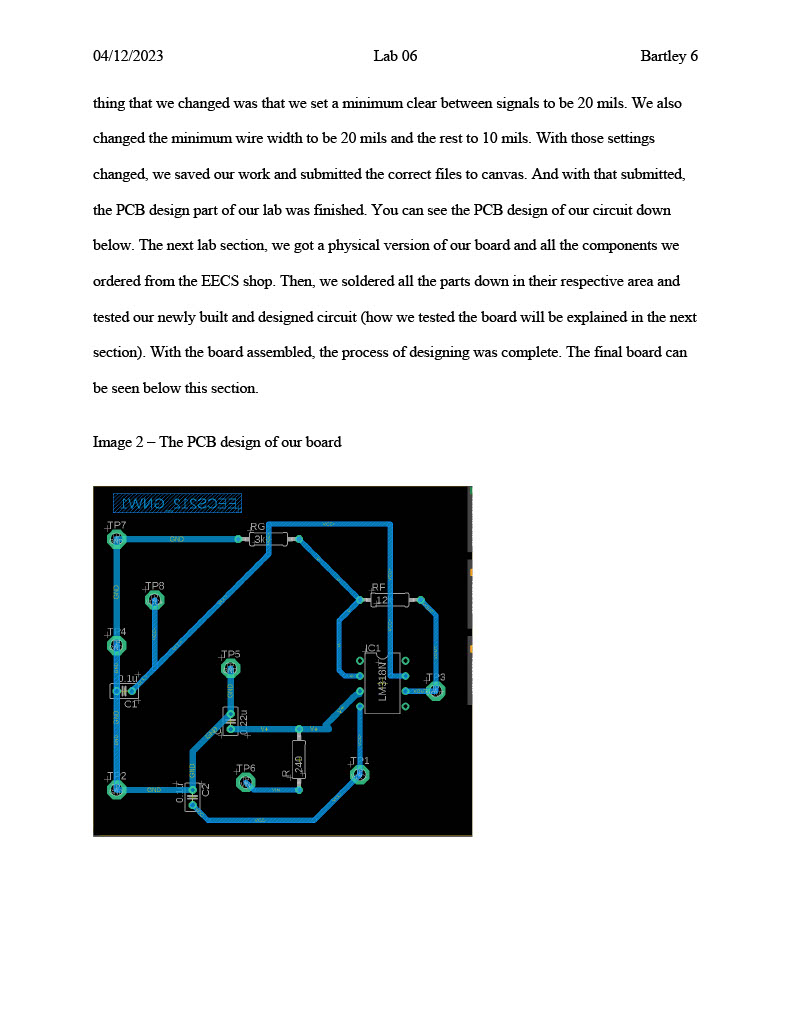 04/12/2023 Lab 06 Bartley 6
thing that we changed was that we set a minimum clear between signals to be 20 mils. We also
changed the minimum wire width to be 20 mils and the rest to 10 mils. With those settings
changed, we saved our work and submitted the correct files to canvas. And with that submitted,
the PCB design part of our lab was finished. You can see the PCB design of our circuit down
below. The next lab section, we got a physical version of our board and all the components we
ordered from the EECS shop. Then, we soldered all the parts down in their respective area and
tested our newly built and designed circuit (how we tested the board will be explained in the next
section). With the board assembled, the process of designing was complete. The final board can
be seen below this section.
Image 2 – The PCB design of our board
EECS212_GNW1
TP7
GND
RG
3k
TP8
RF
12
TP4
TP5
IC1
LM318N
TP3
0.1u
C1
GND
V+
V+
TP2
GND
C2
TP6
R
240
TP1